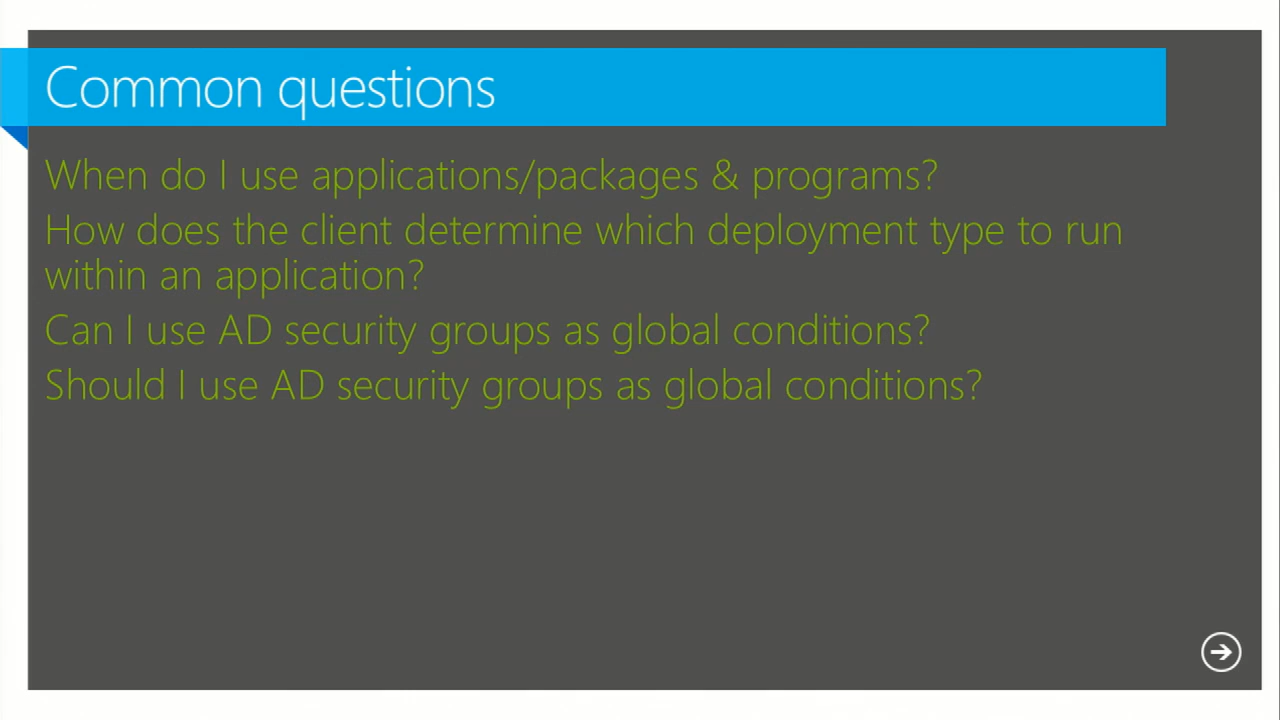 Common questions
When do I use applications/packages & programs?
How does the client determine which deployment type to run
within an application?
Can I use AD security groups as global conditions?
Should I use AD security groups as global conditions?